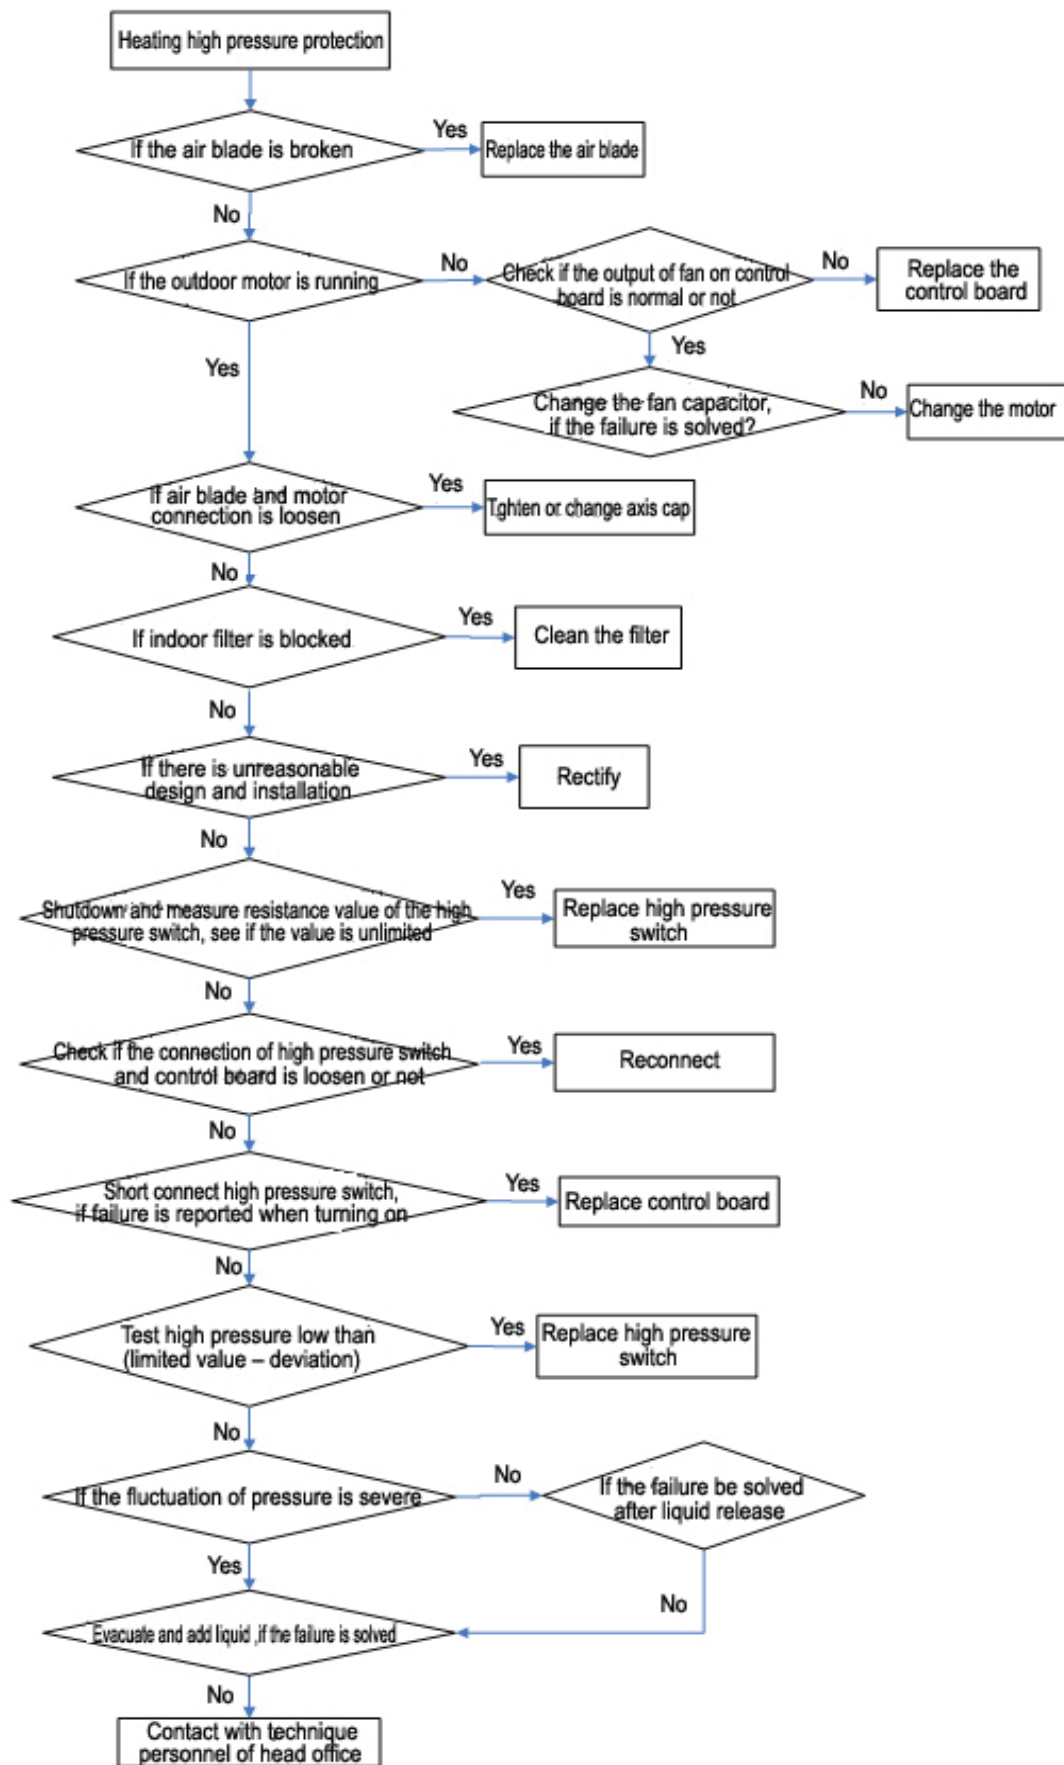 Heating high pressure protection
If the air blade is broken
Yes
Replace the air blade
No
If the outdoor motor is running
No
Check if the output of fan on control
board is normal or not
No
Replace the
control board
Yes
Yes
Change the fan capacitor,
if the failure is solved?
No
Change the motor
If air blade and motor
connection is loosen
Yes
Tghten or change axis cap
No
If indoor filter is blocked
Yes
Clean the filter
No
If there is unreasonable
design and installation
Yes
Rectify
No
Shutdown and measure resistance value of the high
pressure switch, see if the value is unlimited
Yes
Replace high pressure
switch
No
Check if the connection of high pressure switch
and control board is loosen or not
Yes
Reconnect
No
Short connect high pressure switch,
if failure is reported when turning on
Yes
Replace control board
No
Test high pressure low than
(limited value – deviation)
Yes
Replace high pressure
switch
No
If the fluctuation of pressure is severe
No
If the failure be solved
after liquid release
Yes
No
Evacuate and add liquid ,if the failure is solved
No
Contact with technique
personnel of head office